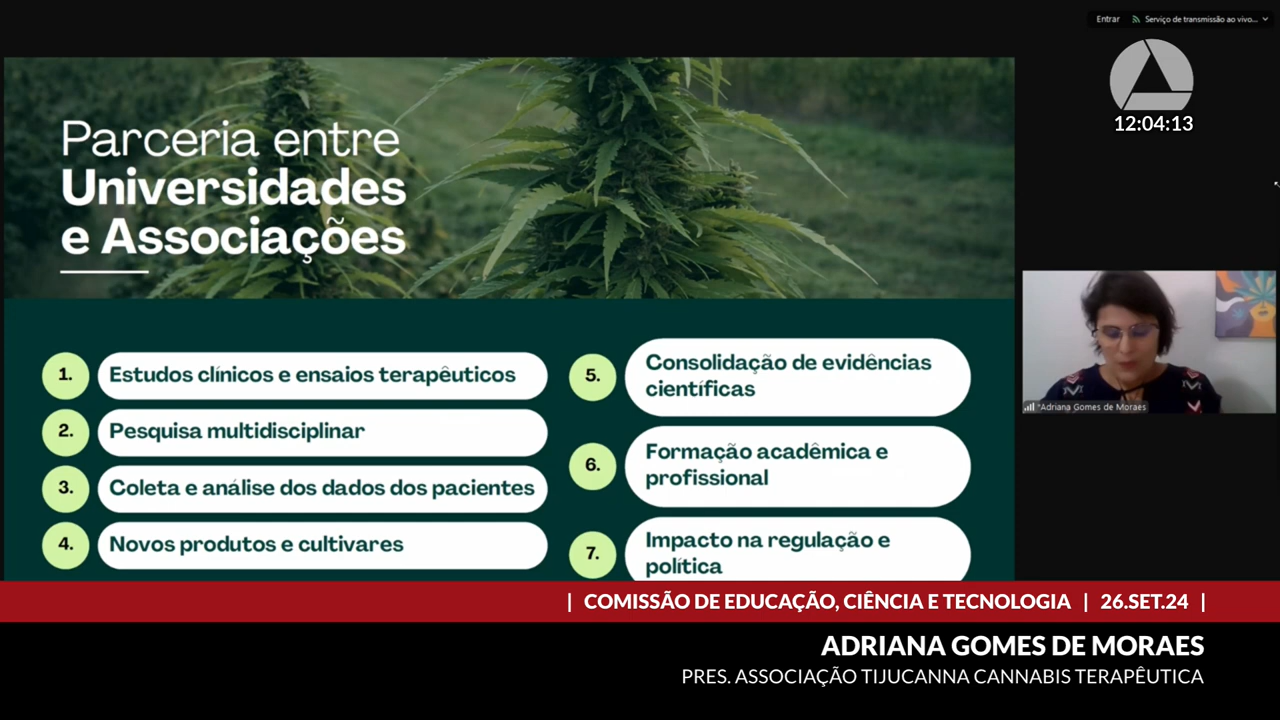 Entrar
Serviço de transmissão ao vivo...
12:04:13
Parceria entre
Universidades
e Associações
1.
Estudos clínicos e ensaios terapêuticos
2.
Pesquisa multidisciplinar
3.
Coleta e análise dos dados dos pacientes
4.
Novos produtos e cultivares
5.
Consolidação de evidências
científicas
6.
Formação acadêmica e
profissional
7.
Impacto na regulação e
política
*Adriana Gomes de Moraes
| COMISSÃO DE EDUCAÇÃO, CIÊNCIA E TECNOLOGIA | 26.SET.24 |
ADRIANA GOMES DE MORAES
PRES. ASSOCIAÇÃO TIJUCANNA CANNABIS TERAPÊUTICA